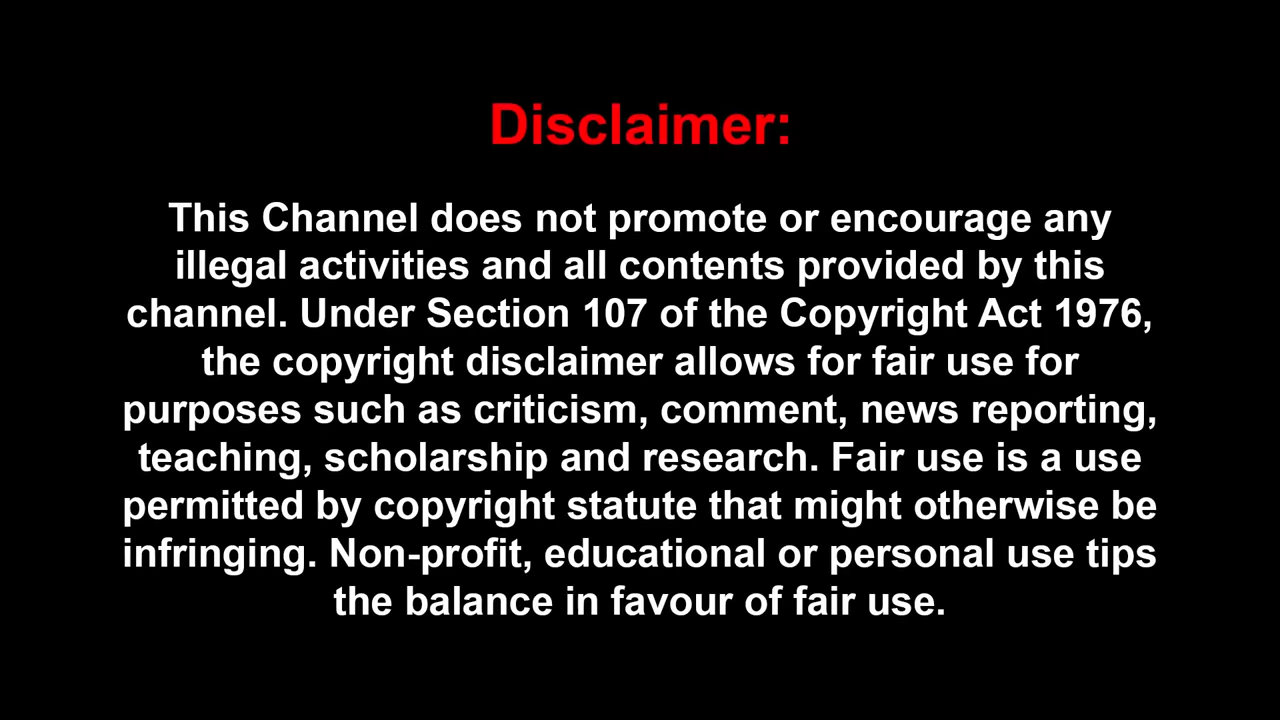 Disclaimer:
This Channel does not promote or encourage any
illegal activities and all contents provided by this
channel. Under Section 107 of the Copyright Act 1976,
the copyright disclaimer allows for fair use for
purposes such as criticism, comment, news reporting,
teaching, scholarship and research. Fair use is a use
permitted by copyright statute that might otherwise be
infringing. Non-profit, educational or personal use tips
the balance in favour of fair use.